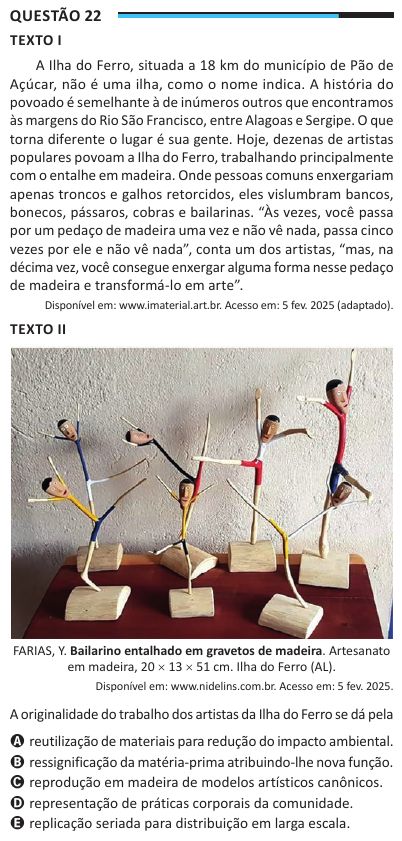 QUESTÃO 22
TEXTO I
A Ilha do Ferro, situada a 18 km do município de Pão de
Açúcar, não é uma ilha, como o nome indica. A história do
povoado é semelhante à de inúmeros outros que encontramos
às margens do Rio São Francisco, entre Alagoas e Sergipe. O que
torna diferente o lugar é sua gente. Hoje, dezenas de artistas
populares povoam a Ilha do Ferro, trabalhando principalmente
com o entalhe em madeira. Onde pessoas comuns enxergariam
apenas troncos e galhos retorcidos, eles vislumbram bancos,
bonecos, pássaros, cobras e bailarinas. “Às vezes, você passa
por um pedaço de madeira uma vez e não vê nada, passa cinco
vezes por ele e não vê nada”, conta um dos artistas, “mas, na
décima vez, você consegue enxergar alguma forma nesse pedaço
de madeira e transformá-lo em arte”.
Disponível em: www.imaterial.art.br. Acesso em: 5 fev. 2025 (adaptado).
TEXTO II
FARIAS, Y. Bailarino entalhado em gravetos de madeira. Artesanato
em madeira, 20 × 13 × 51 cm. Ilha do Ferro (AL).
Disponível em: www.nidelins.com.br. Acesso em: 5 fev. 2025.
A originalidade do trabalho dos artistas da Ilha do Ferro se dá pela
A reutilização de materiais para redução do impacto ambiental.
B ressignificação da matéria-prima atribuindo-lhe nova função.
C reprodução em madeira de modelos artísticos canônicos.
D representação de práticas corporais da comunidade.
E replicação seriada para distribuição em larga escala.